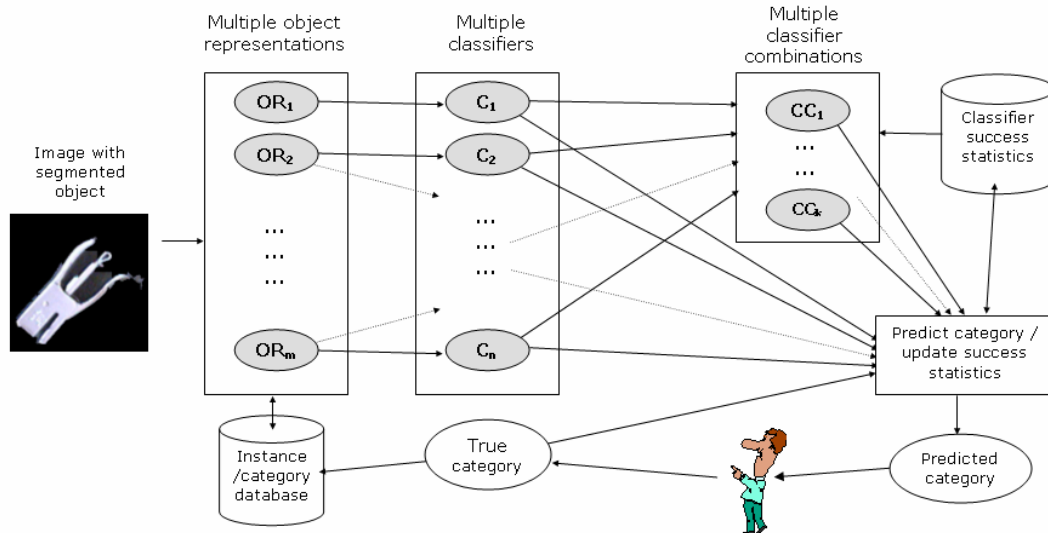 Multiple object
representations
Multiple
classifiers
Multiple
classifier
combinations
Image with
segmented
object
OR1
OR2
...
...
ORm
C1
C2
...
...
...
Cn
CC1
...
...
CCk
Classifier
success
statistics
Predict category /
update success
statistics
Instance
/category
database
True
category
Predicted
category